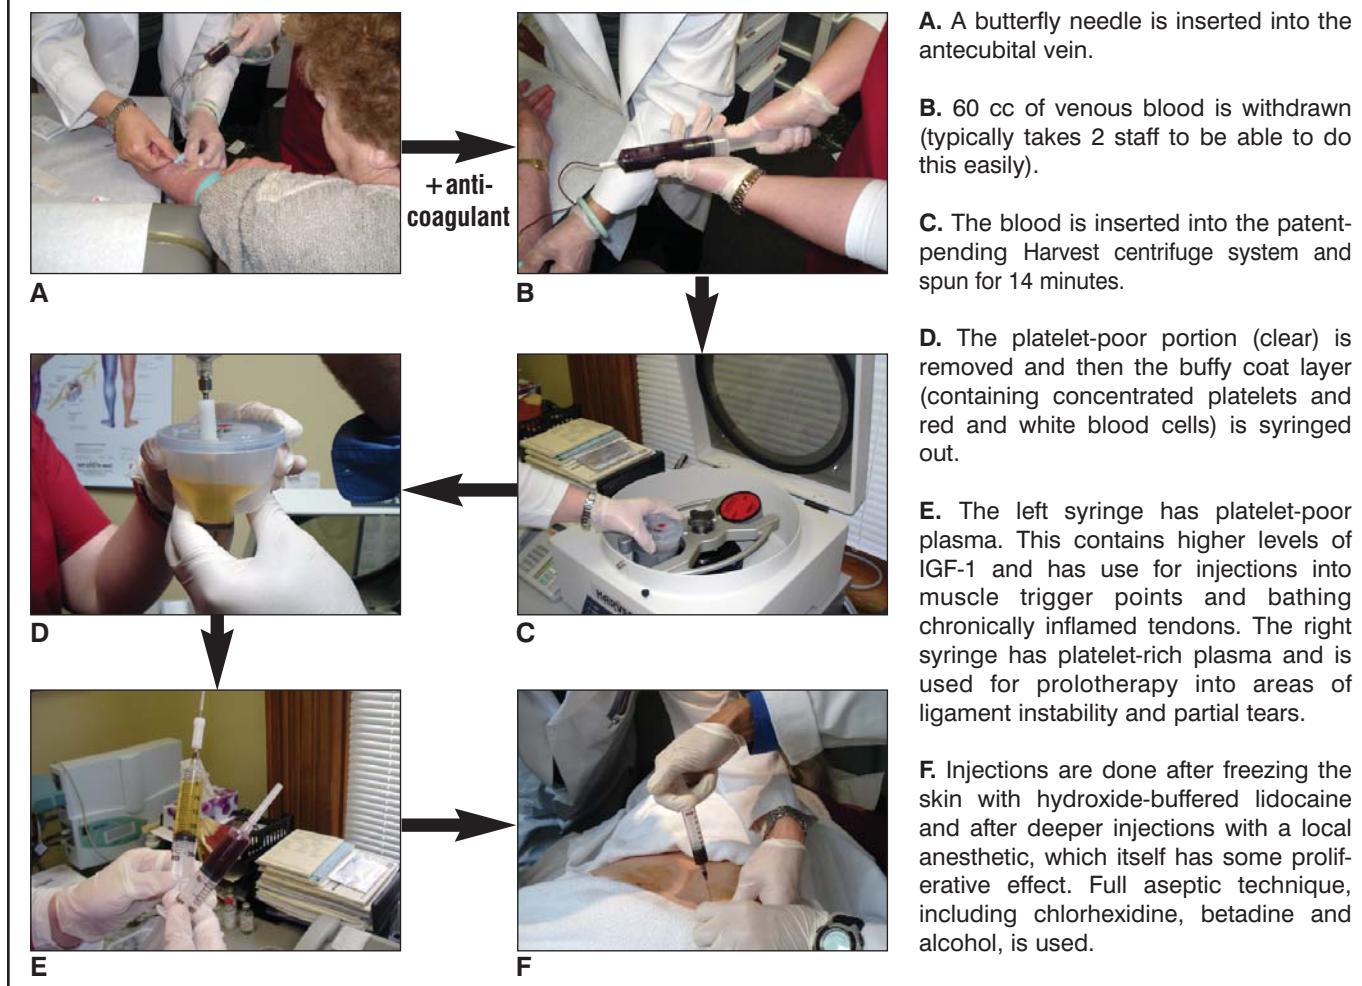 +anti-
coagulant
A
B
D
C
E
F
HARVES
A. A butterfly needle is inserted into the
antecubital vein.
B. 60 cc of venous blood is withdrawn
(typically takes 2 staff to be able to do
this easily).
C. The blood is inserted into the patent-
pending Harvest centrifuge system and
spun for 14 minutes.
D. The platelet-poor portion (clear) is
removed and then the buffy coat layer
(containing concentrated platelets and
red and white blood cells) is syringed
out.
E. The left syringe has platelet-poor
plasma. This contains higher levels of
IGF-1 and has use for injections into
muscle trigger points and bathing
chronically inflamed tendons. The right
syringe has platelet-rich plasma and is
used for prolotherapy into areas of
ligament instability and partial tears.
F. Injections are done after freezing the
skin with hydroxide-buffered lidocaine
and after deeper injections with a local
anesthetic, which itself has some prolif-
erative effect. Full aseptic technique,
including chlorhexidine, betadine and
alcohol, is used.